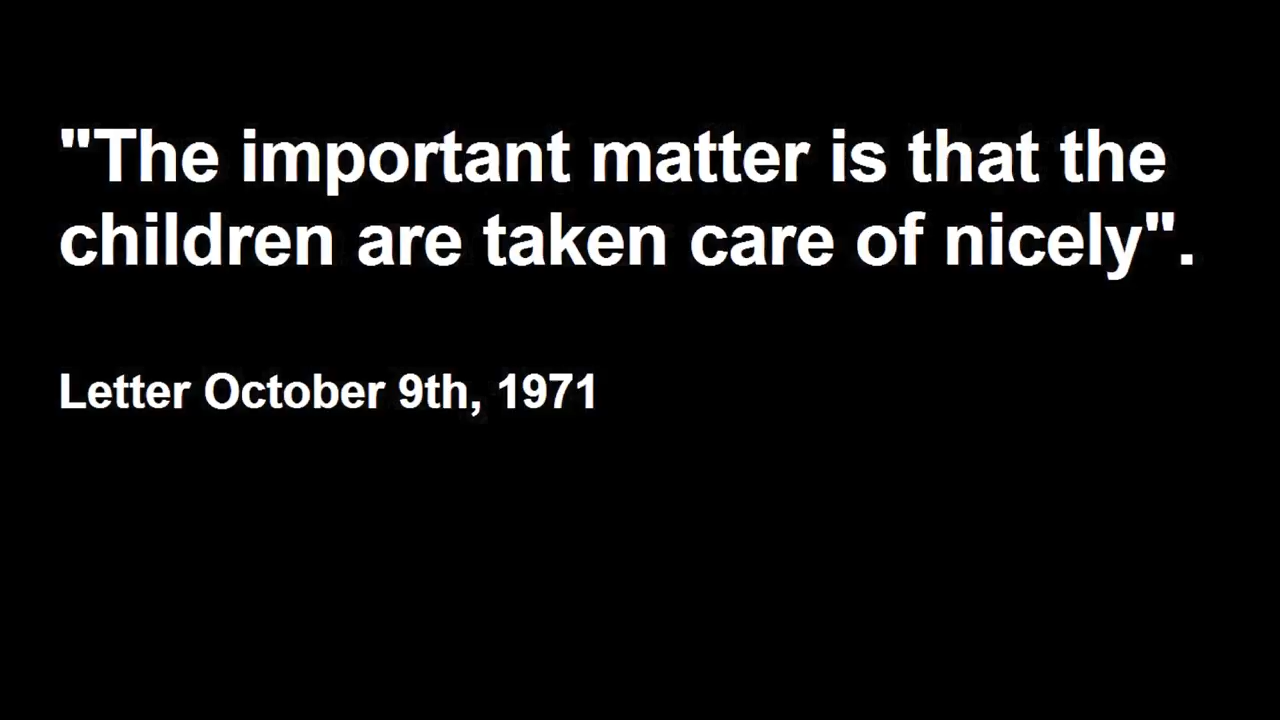 "The important matter is that the
children are taken care of nicely".
Letter October 9th, 1971